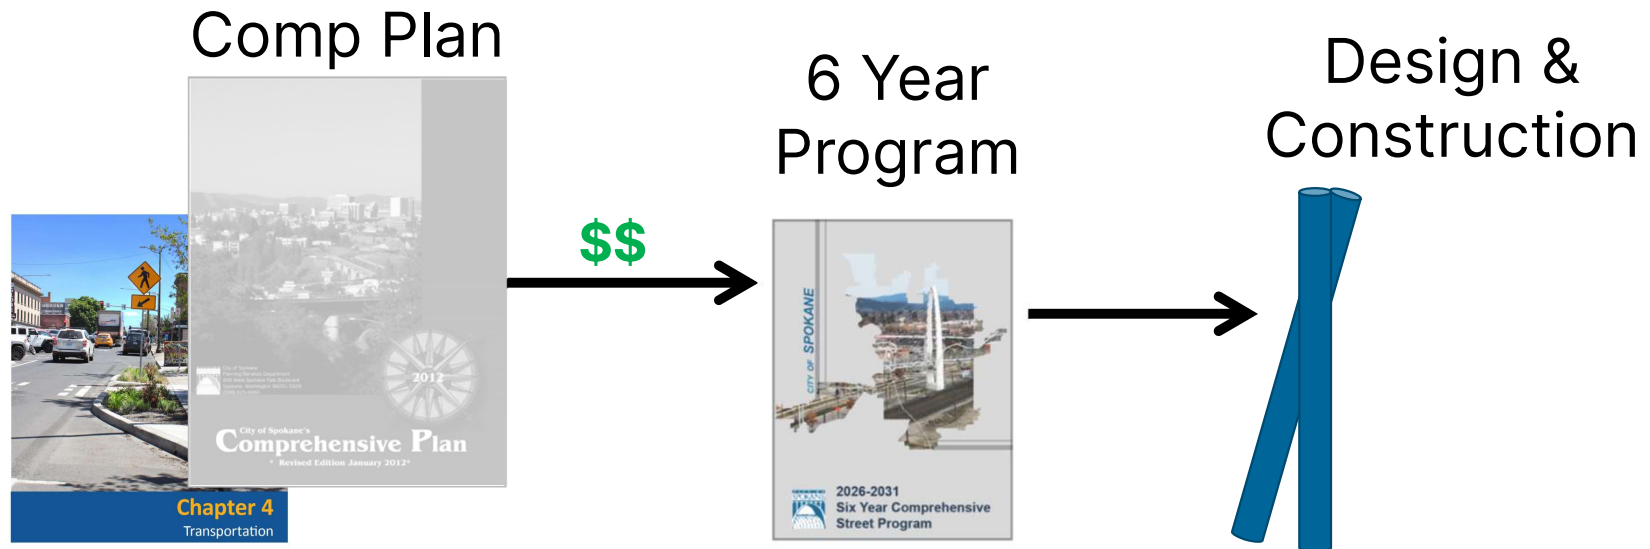 Comp Plan
6 Year
Program
Design &
Construction
$$
2012
City of Spokane's
Comprehensive Plan
* Revised Edition January 2012*
Chapter 4
Transportation
CITY OF SPOKANE
2026-2031
Six Year Comprehensive
Street Program